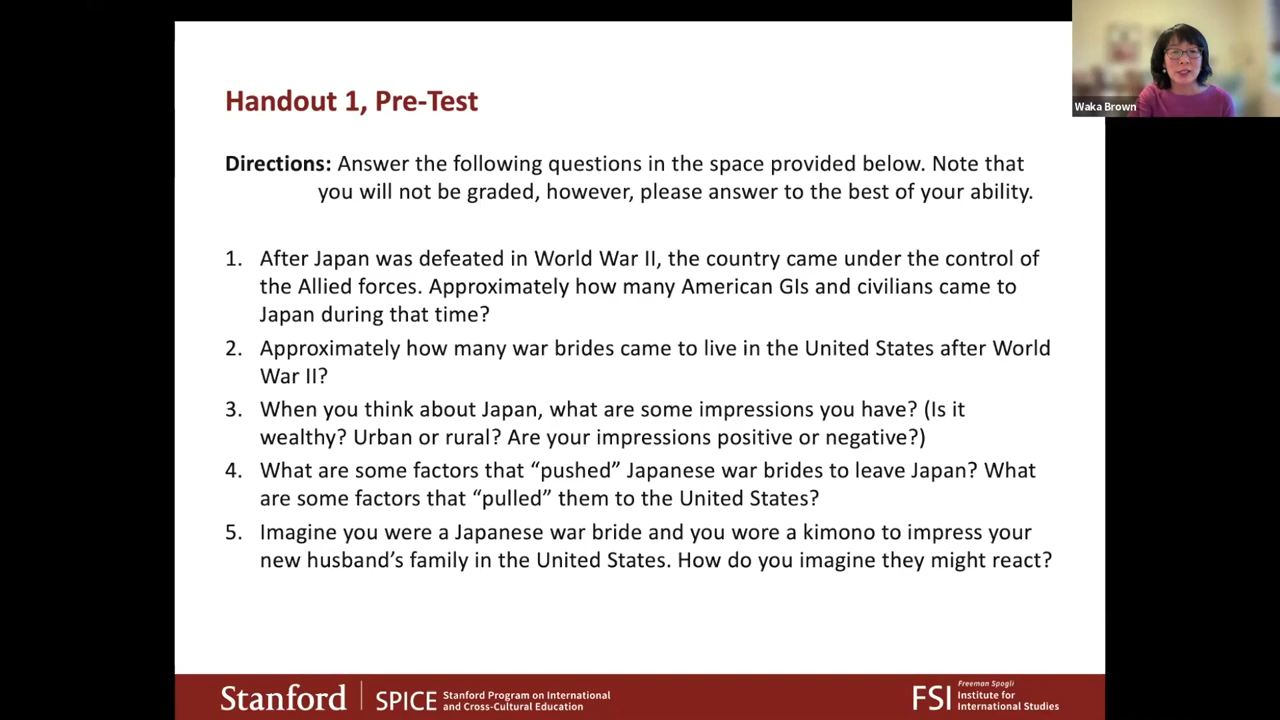 Waka Brown
Handout 1, Pre-Test
Directions: Answer the following questions in the space provided below. Note that
you will not be graded, however, please answer to the best of your ability.
1. After Japan was defeated in World War II, the country came under the control of
the Allied forces. Approximately how many American GIs and civilians came to
Japan during that time?
2. Approximately how many war brides came to live in the United States after World
War II?
3. When you think about Japan, what are some impressions you have? (Is it
wealthy? Urban or rural? Are your impressions positive or negative?)
4. What are some factors that “pushed” Japanese war brides to leave Japan? What
are some factors that “pulled” them to the United States?
5. Imagine you were a Japanese war bride and you wore a kimono to impress your
new husband’s family in the United States. How do you imagine they might react?
Stanford
SPICE
Stanford Program on International
and Cross-Cultural Education
FSI
Freeman Spogli
Institute for
International Studies